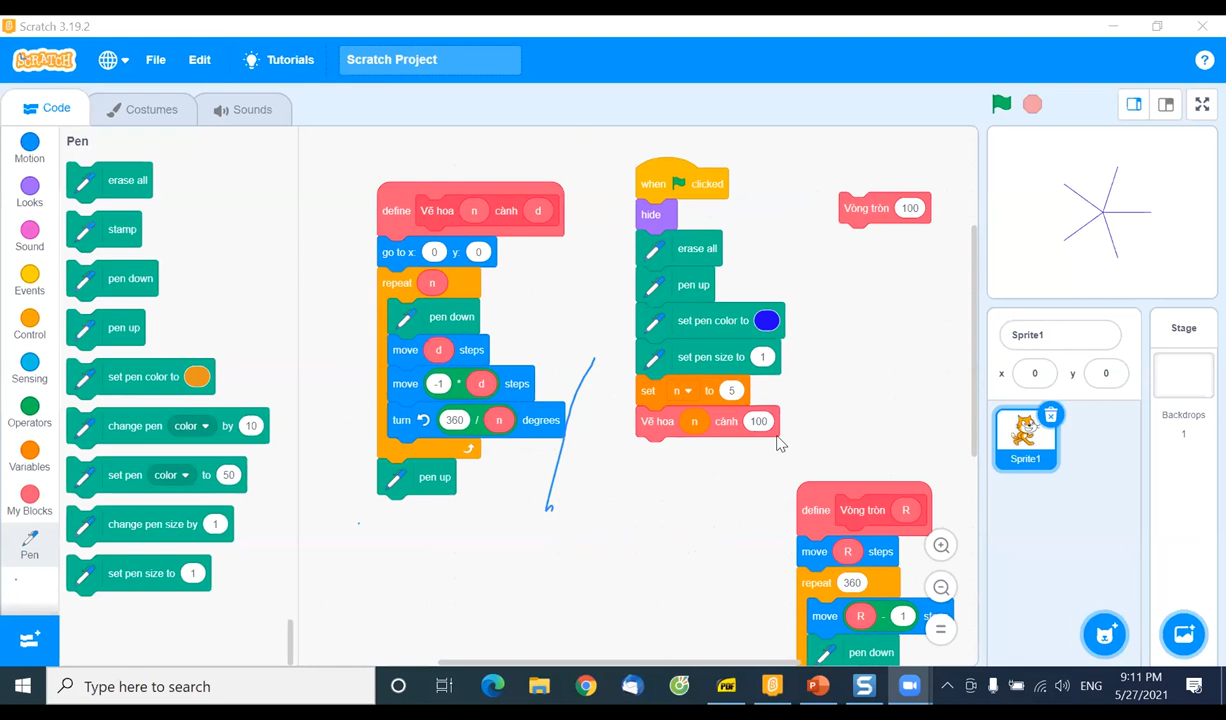 Scratch 3.19.2
SCRATCH File Edit Tutorials Scratch Project ?
Code Costumes Sounds
Motion
Looks
Sound
Events
Control
Sensing
Operators
Variables
My Blocks
Pen
Pen
erase all
stamp
pen down
pen up
set pen color to
change pen color by 10
set pen color to 50
change pen size by 1
set pen size to 1
define Vẽ hoa n cành d
go to x: 0 y: 0
repeat n
pen down
move d steps
move -1 * d steps
turn 360 / n degrees
pen up
when clicked
hide
erase all
pen up
set pen color to
set pen size to 1
set n to 5
Vẽ hoa n cành 100
Vòng tròn 100
define Vòng tròn R
move R steps
repeat 360
move R - 1
pen down
Sprite1
x 0 y 0
Sprite1
Stage
Backdrops
1
Type here to search
PDF
P
S
ENG
9:11 PM
5/27/2021